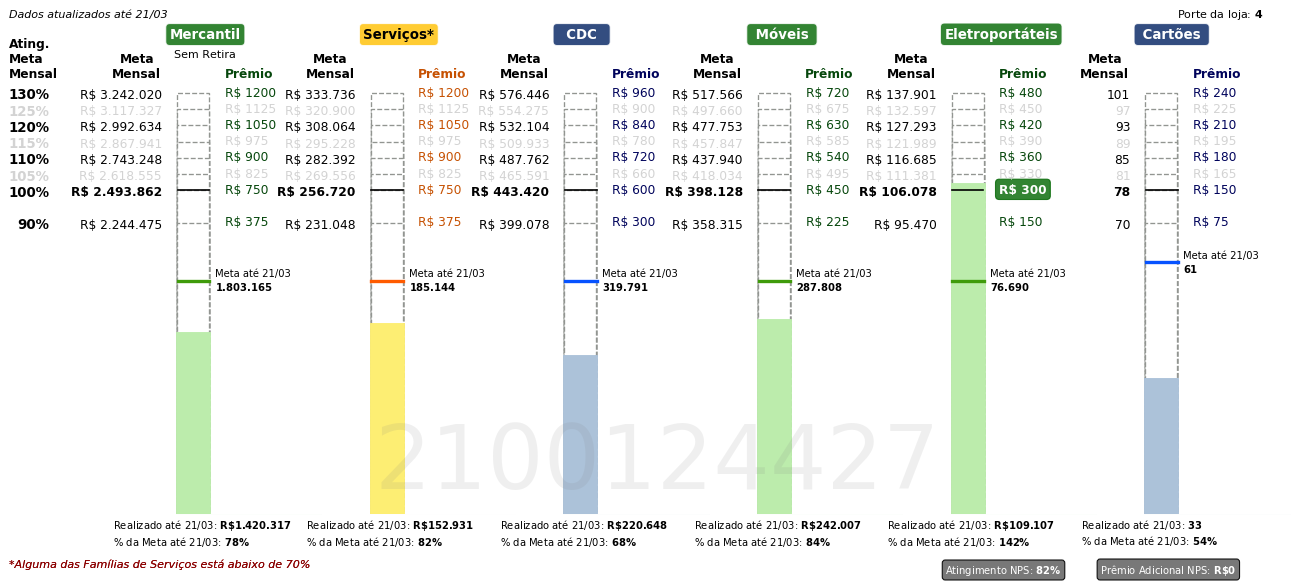 Dados atualizados até 21/03
Porte da loja: 4
Mercantil Serviços* CDC Móveis Eletroportáteis Cartões
Sem Retira
Ating. Meta Mensal
Meta Mensal Prêmio Meta Mensal Prêmio Meta Mensal Prêmio Meta Mensal Prêmio Meta Mensal Prêmio Meta Mensal Prêmio
130% R$ 3.242.020 R$ 1200 R$ 333.736 R$ 1200 R$ 576.446 R$ 960 R$ 517.566 R$ 720 R$ 137.901 R$ 480 101 R$ 240
125% R$ 3.117.327 R$ 1125 R$ 320.900 R$ 1125 R$ 554.275 R$ 900 R$ 497.660 R$ 675 R$ 132.597 R$ 450 97 R$ 225
120% R$ 2.992.634 R$ 1050 R$ 308.064 R$ 1050 R$ 532.104 R$ 840 R$ 477.753 R$ 630 R$ 127.293 R$ 420 93 R$ 210
115% R$ 2.867.941 R$ 975 R$ 295.228 R$ 975 R$ 509.933 R$ 780 R$ 457.847 R$ 585 R$ 121.989 R$ 390 89 R$ 195
110% R$ 2.743.248 R$ 900 R$ 282.392 R$ 900 R$ 487.762 R$ 720 R$ 437.940 R$ 540 R$ 116.685 R$ 360 85 R$ 180
105% R$ 2.618.555 R$ 825 R$ 269.556 R$ 825 R$ 465.591 R$ 660 R$ 418.034 R$ 495 R$ 111.381 R$ 330 81 R$ 165
100% R$ 2.493.862 R$ 750 R$ 256.720 R$ 750 R$ 443.420 R$ 600 R$ 398.128 R$ 450 R$ 106.078 R$ 300 78 R$ 150
90% R$ 2.244.475 R$ 375 R$ 231.048 R$ 375 R$ 399.078 R$ 300 R$ 358.315 R$ 225 R$ 95.470 R$ 150 70 R$ 75
Meta até 21/03 Meta até 21/03 Meta até 21/03 Meta até 21/03 Meta até 21/03 Meta até 21/03
1.803.165 185.144 319.791 287.808 76.690 61
2100124427
Realizado até 21/03: R$1.420.317 Realizado até 21/03: R$152.931 Realizado até 21/03: R$220.648 Realizado até 21/03: R$242.007 Realizado até 21/03: R$109.107 Realizado até 21/03: 33
% da Meta até 21/03: 78% % da Meta até 21/03: 82% % da Meta até 21/03: 68% % da Meta até 21/03: 84% % da Meta até 21/03: 142% % da Meta até 21/03: 54%
*Alguma das Famílias de Serviços está abaixo de 70%
Atingimento NPS: 82% Prêmio Adicional NPS: R$0